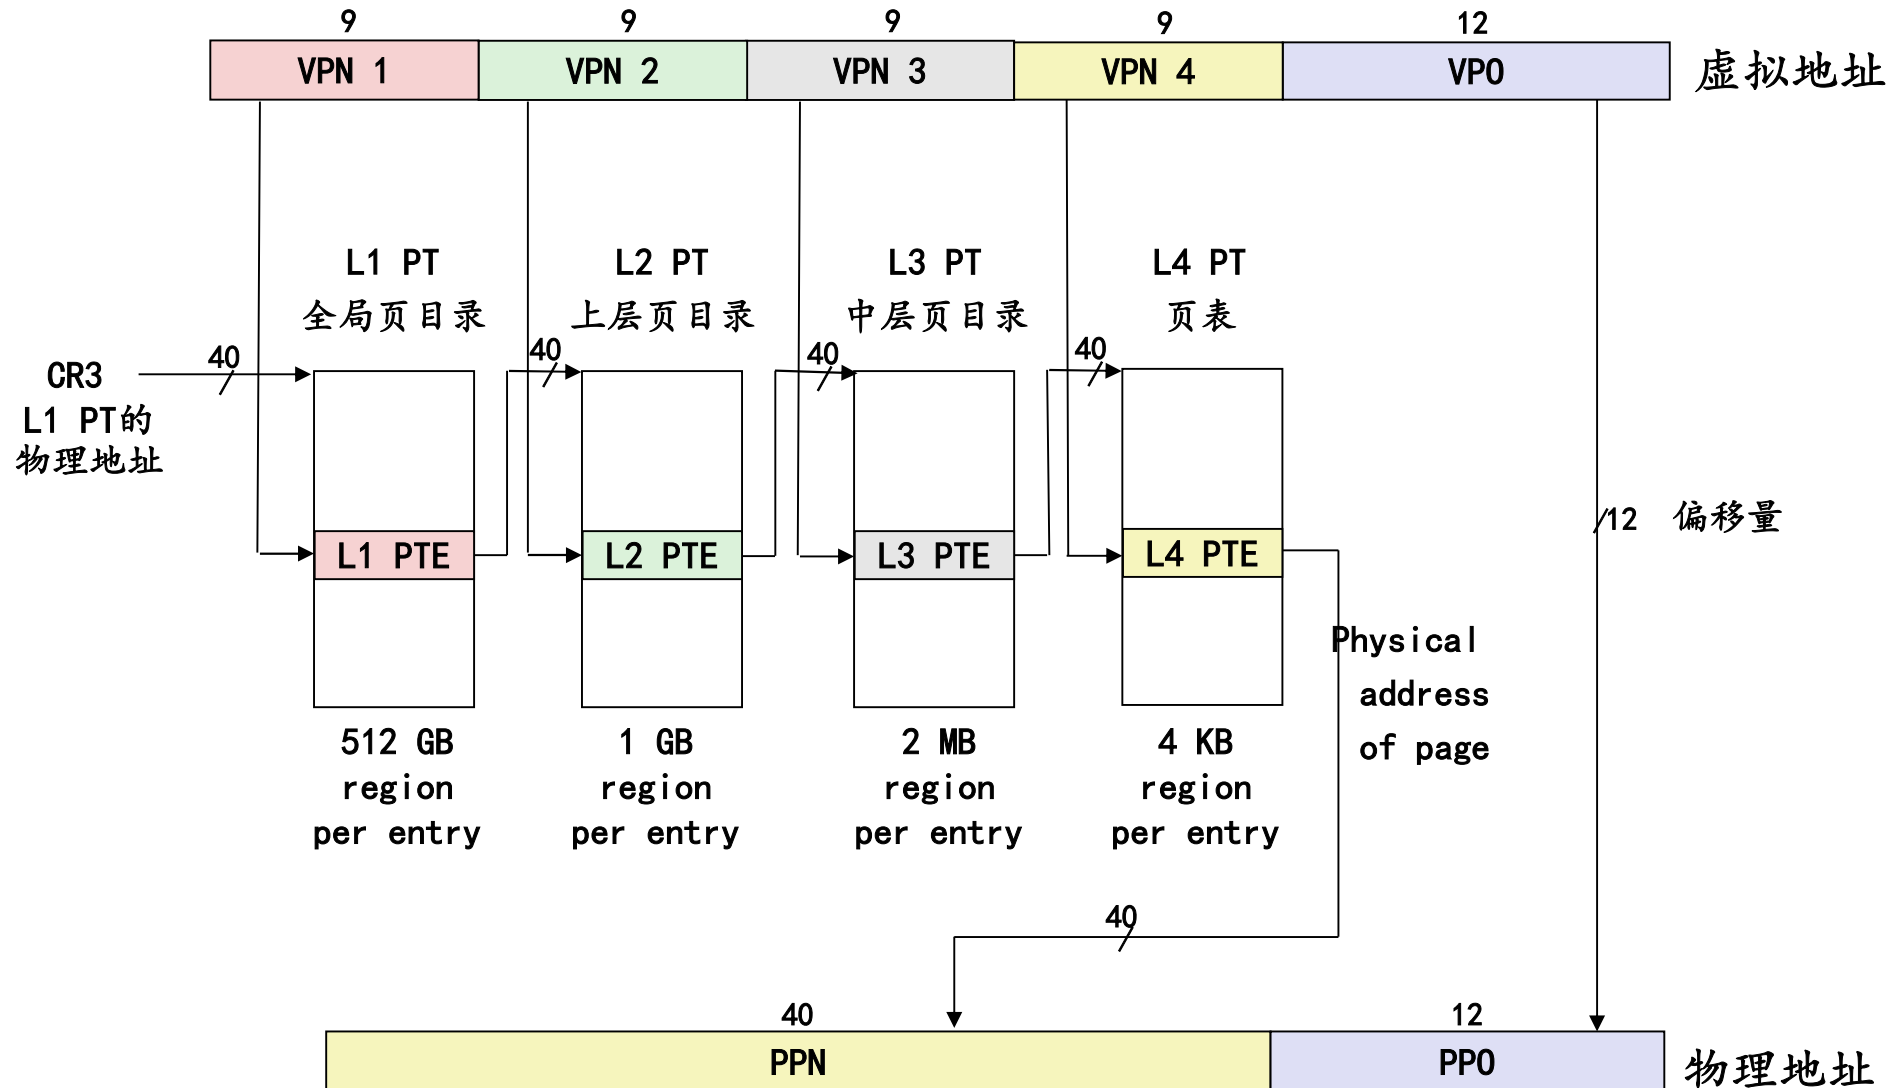 9 9 9 9 12
VPN 1 VPN 2 VPN 3 VPN 4 VPO 虚拟地址
L1 PT L2 PT L3 PT L4 PT
全局页目录 上层页目录 中层页目录 页表
40 40 40 40
CR3
L1 PT的
物理地址
12 偏移量
L1 PTE L2 PTE L3 PTE L4 PTE
Physical
address
of page
512 GB
region
per entry
1 GB
region
per entry
2 MB
region
per entry
4 KB
region
per entry
40
40 12
PPN PPO 物理地址